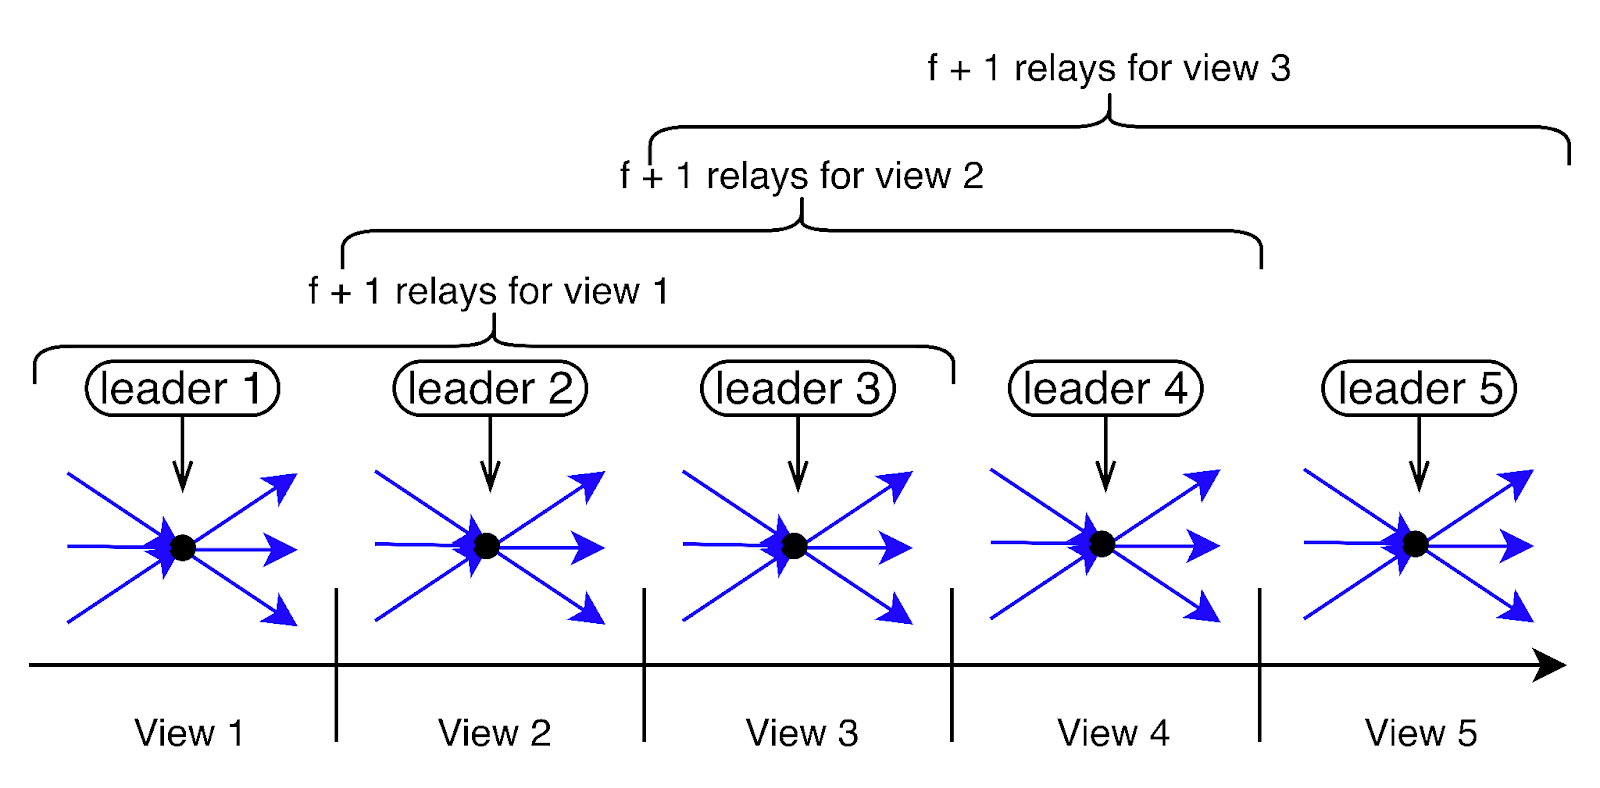 f + 1 relays for view 3
f + 1 relays for view 2
f + 1 relays for view 1
leader 1
leader 2
leader 3
leader 4
leader 5
View 1
View 2
View 3
View 4
View 5